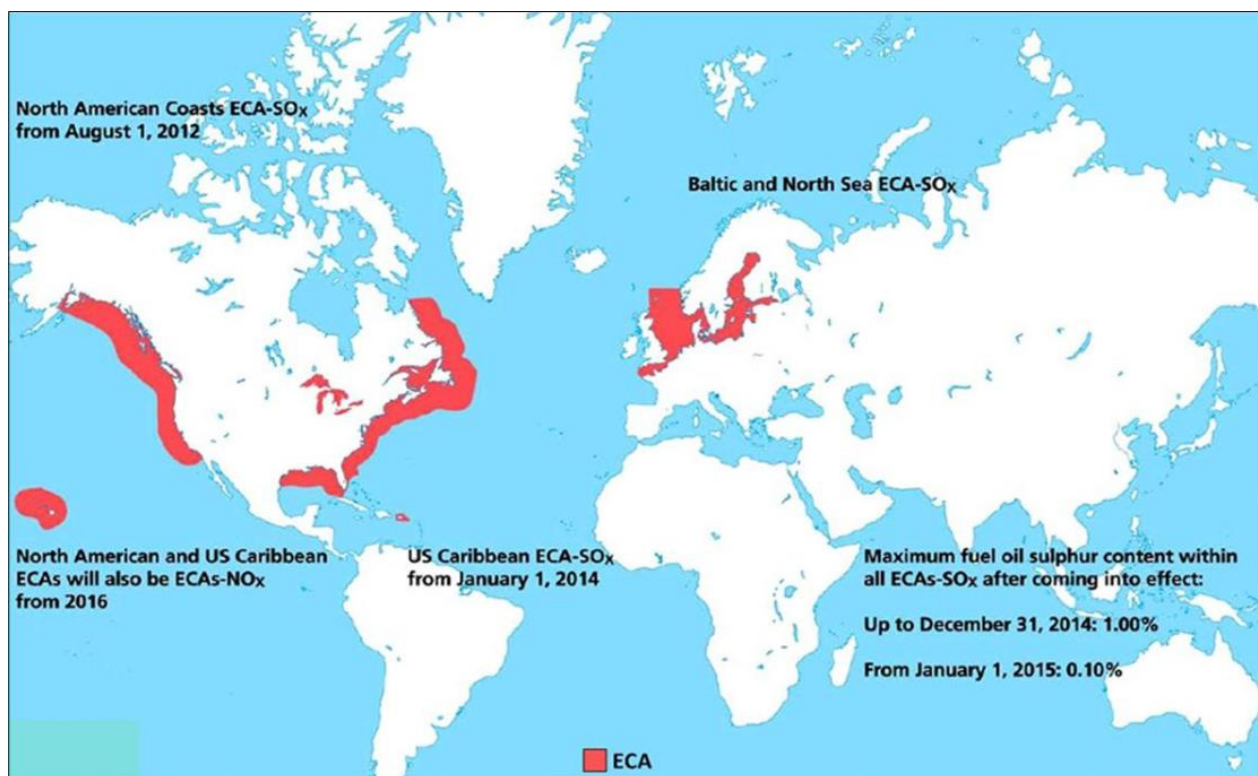 North American Coasts ECA-SOx
from August 1, 2012
Baltic and North Sea ECA-SOx
North American and US Caribbean
ECAs will also be ECAs-NOx
from 2016
US Caribbean ECA-SOx
from January 1, 2014
Maximum fuel oil sulphur content within
all ECAs-SOx after coming into effect:
Up to December 31, 2014: 1.00%
From January 1, 2015: 0.10%
ECA